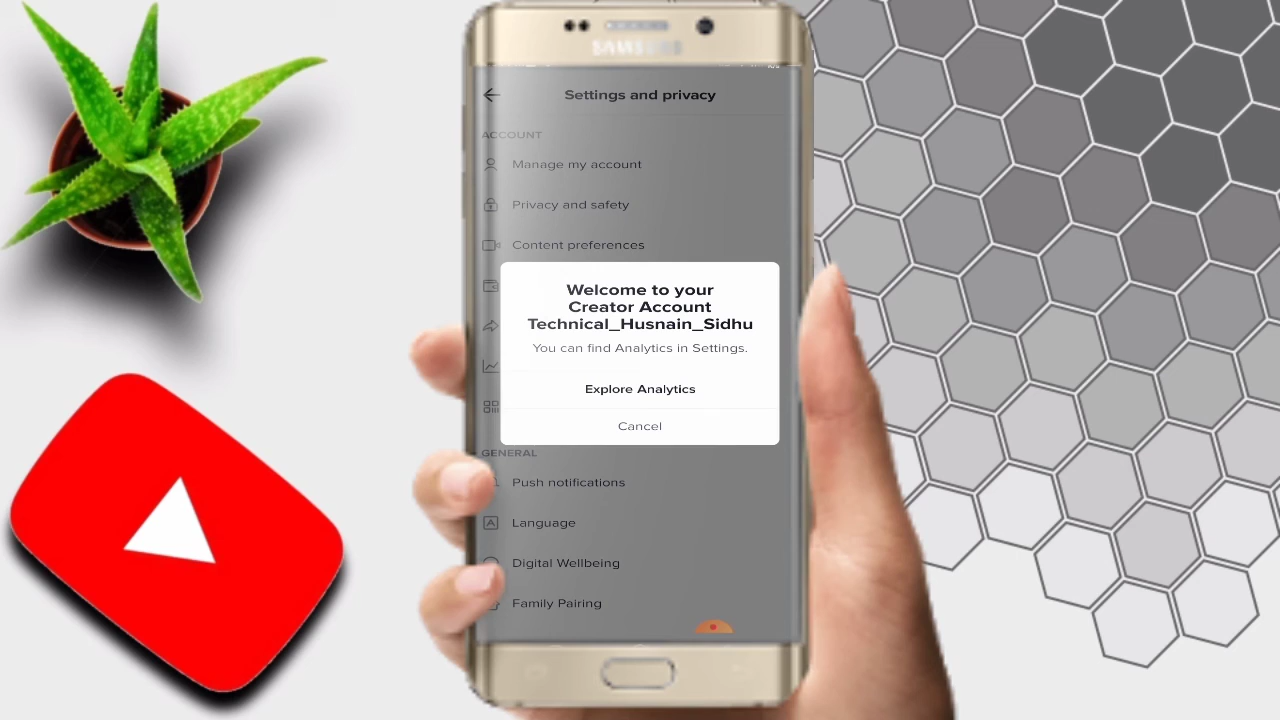 SAMSUNG
Settings and privacy
ACCOUNT
Manage my account
Privacy and safety
Content preferences
Welcome to your
Creator Account
Technical_Husnain_Sidhu
You can find Analytics in Settings.
Explore Analytics
Cancel
GENERAL
Push notifications
Language
Digital Wellbeing
Family Pairing